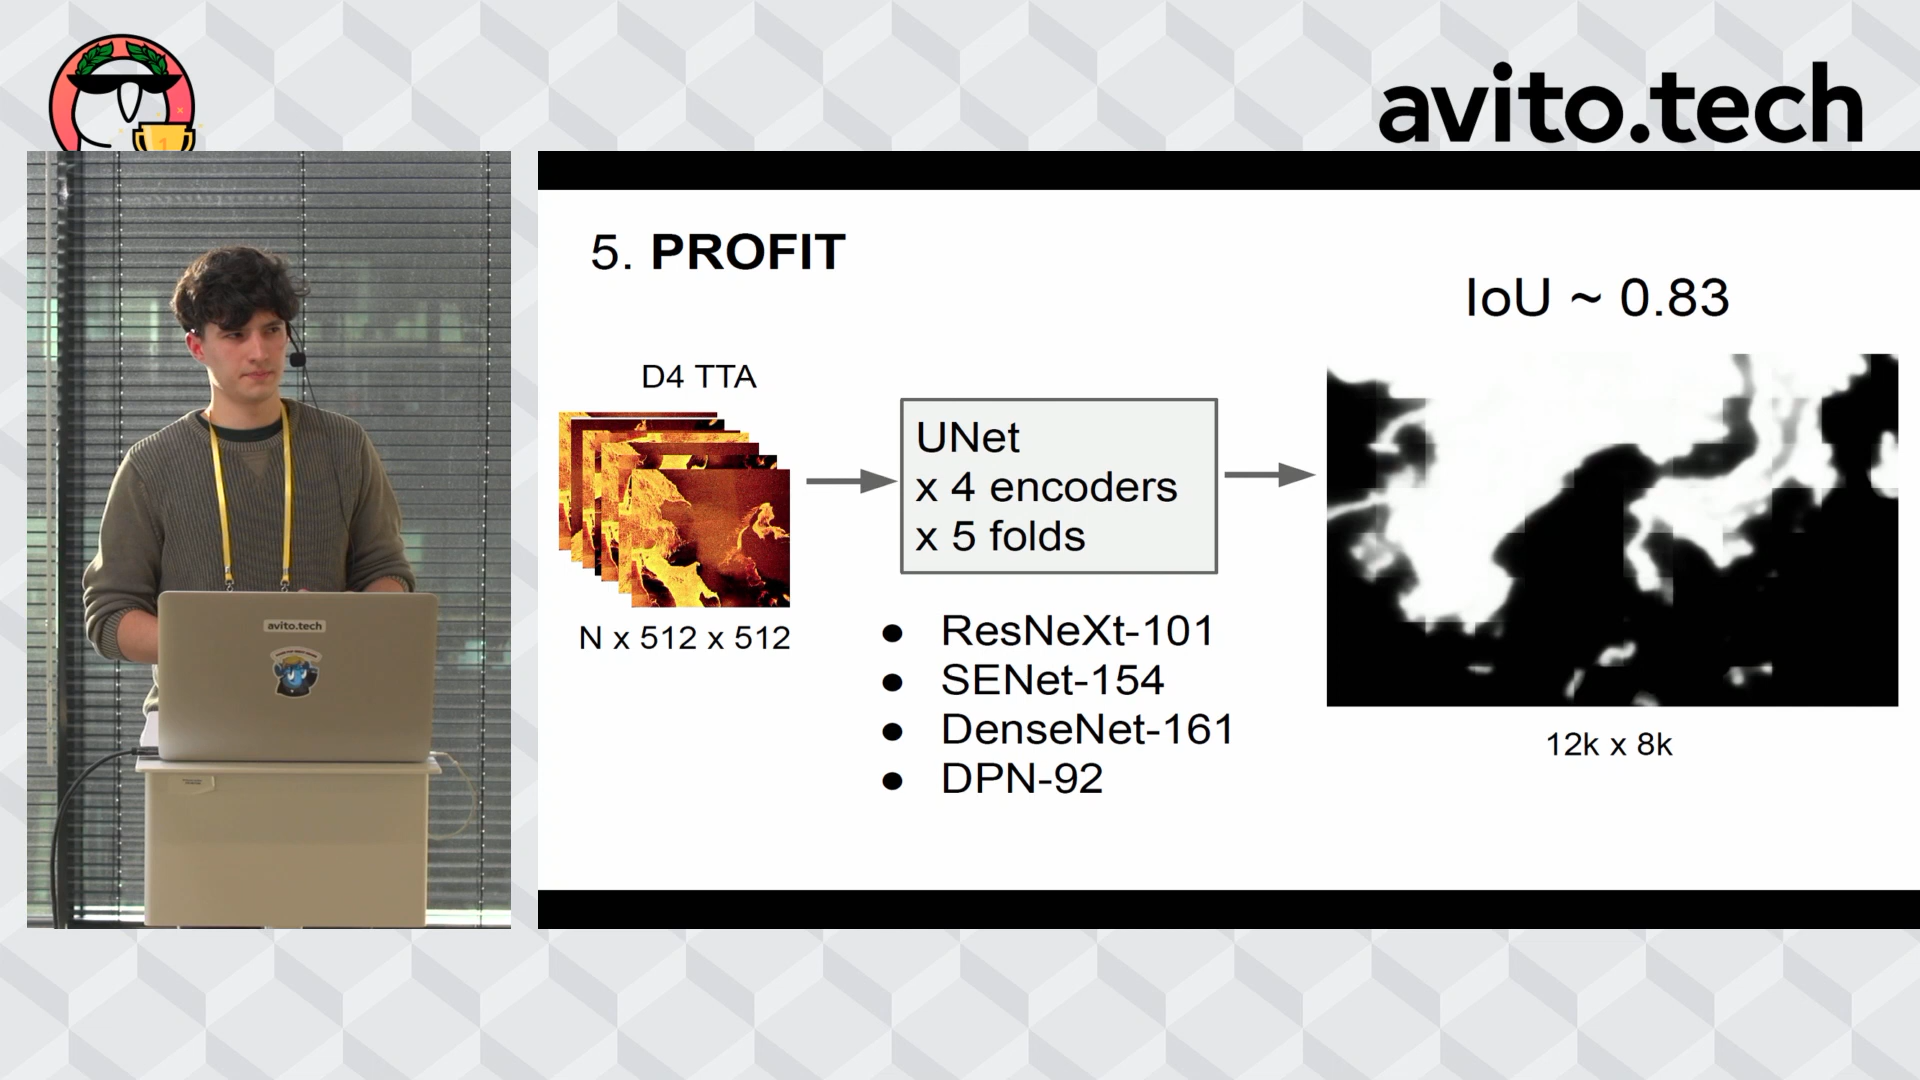 avito.tech
5. PROFIT
IoU ~ 0.83
D4 TTA
UNet
x 4 encoders
x 5 folds
N x 512 x 512
● ResNeXt-101
● SENet-154
● DenseNet-161
● DPN-92
12k x 8k
avito.tech
1